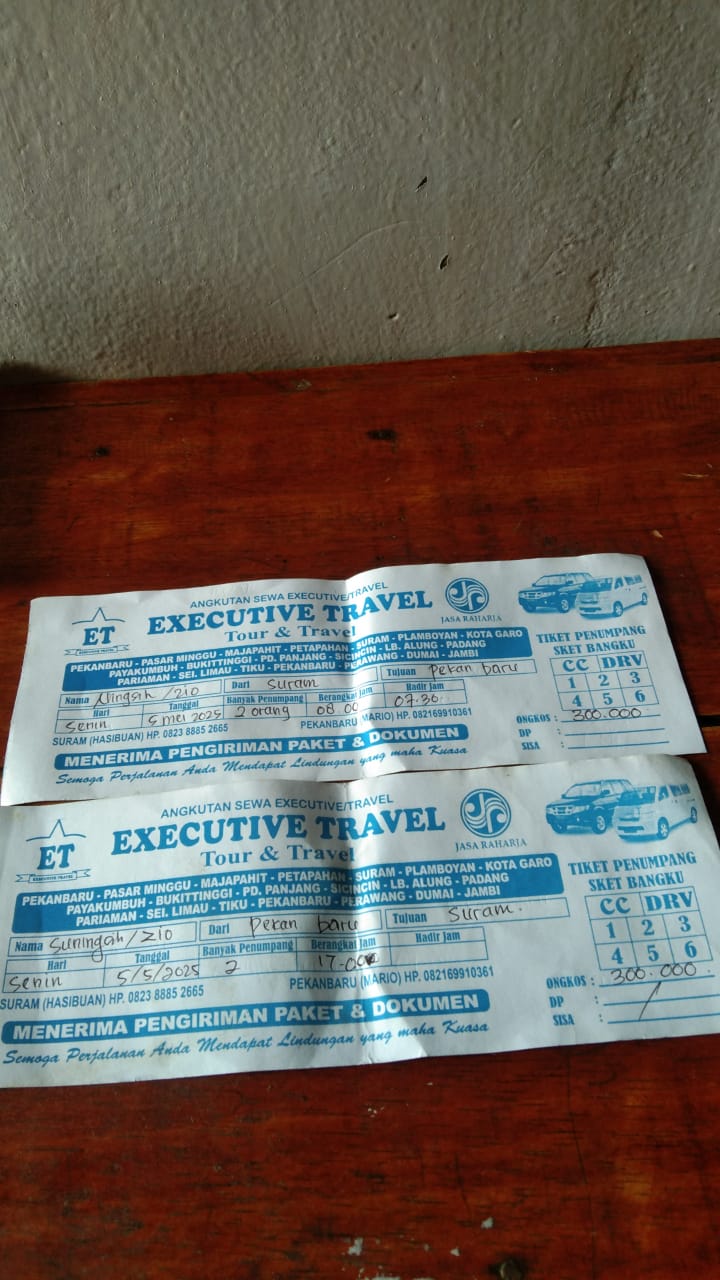 ANGKUTAN SEWA EXECUTIVE/TRAVEL
ET
EXECUTIVE TRAVEL
EXECUTIVE TRAVEL
Tour & Travel
JASA RAHARJA
PEKANBARU - PASAR MINGGU - MAJAPAHIT - PETAPAHAN - SURAM - PLAMBOYAN - KOTA GARO
PAYAKUMBUH - BUKITTINGGI - PD. PANJANG - SICINCIN - LB. ALUNG - PADANG
PARIAMAN - SEI. LIMAU - TIKU - PEKANBARU - PERAWANG - DUMAI - JAMBI
TIKET PENUMPANG
SKET BANGKU
CC DRV
1 2 3
4 5 6
Nama Ningsih / zio Dari Suram Tujuan Pekan baru
Hari Tanggal Banyak Penumpang Berangkat Jam Hadir Jam
Senin 5 mei 2025 2 orang 08.00 07.30
ONGKOS : 300.000
DP :
SISA :
SURAM (HASIBUAN) HP. 0823 8885 2665 PEKANBARU (MARIO) HP. 082169910361
MENERIMA PENGIRIMAN PAKET & DOKUMEN
Semoga Perjalanan Anda Mendapat Lindungan yang maha Kuasa
ANGKUTAN SEWA EXECUTIVE/TRAVEL
ET
EXECUTIVE TRAVEL
EXECUTIVE TRAVEL
Tour & Travel
JASA RAHARJA
PEKANBARU - PASAR MINGGU - MAJAPAHIT - PETAPAHAN - SURAM - PLAMBOYAN - KOTA GARO
PAYAKUMBUH - BUKITTINGGI - PD. PANJANG - SICINCIN - LB. ALUNG - PADANG
PARIAMAN - SEI. LIMAU - TIKU - PEKANBARU - PERAWANG - DUMAI - JAMBI
TIKET PENUMPANG
SKET BANGKU
CC DRV
1 2 3
4 5 6
Nama Suningsih / zio Dari Pekan baru Tujuan Suram.
Hari Tanggal Banyak Penumpang Berangkat Jam Hadir Jam
Senin 5/5/2025 2 17-00
ONGKOS : 300.000
DP :
SISA :
SURAM (HASIBUAN) HP. 0823 8885 2665 PEKANBARU (MARIO) HP. 082169910361
MENERIMA PENGIRIMAN PAKET & DOKUMEN
Semoga Perjalanan Anda Mendapat Lindungan yang maha Kuasa